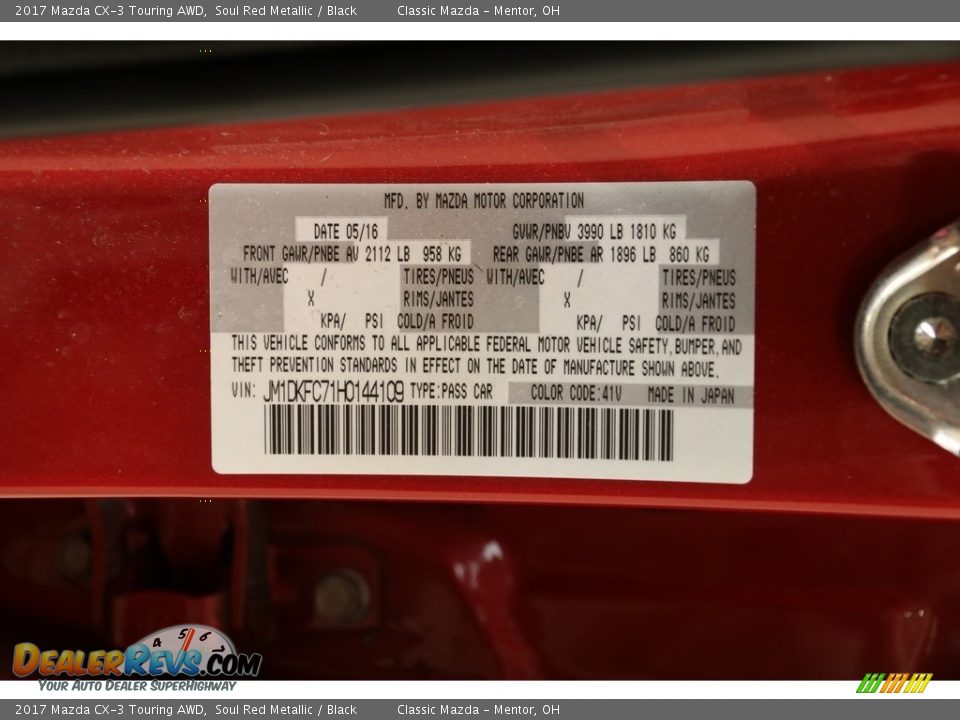 2017 Mazda CX-3 Touring AWD, Soul Red Metallic / Black Classic Mazda - Mentor, OH
MFD. BY MAZDA MOTOR CORPORATION
DATE 05/16 GVWR/PNBV 3990 LB 1810 KG
FRONT GAWR/PNBE AV 2112 LB 958 KG REAR GAWR/PNBE AR 1896 LB 860 KG
WITH/AVEC / TIRES/PNEUS WITH/AVEC / TIRES/PNEUS
X RIMS/JANTES X RIMS/JANTES
KPA/ PSI COLD/A FROID KPA/ PSI COLD/A FROID
THIS VEHICLE CONFORMS TO ALL APPLICABLE FEDERAL MOTOR VEHICLE SAFETY, BUMPER, AND
THEFT PREVENTION STANDARDS IN EFFECT ON THE DATE OF MANUFACTURE SHOWN ABOVE.
VIN: JM1DKFC71H0144109 TYPE:PASS CAR COLOR CODE:41V MADE IN JAPAN
4 5 6
DEALERREVS.COM
YOUR AUTO DEALER SUPERHIGHWAY
2017 Mazda CX-3 Touring AWD, Soul Red Metallic / Black Classic Mazda - Mentor, OH